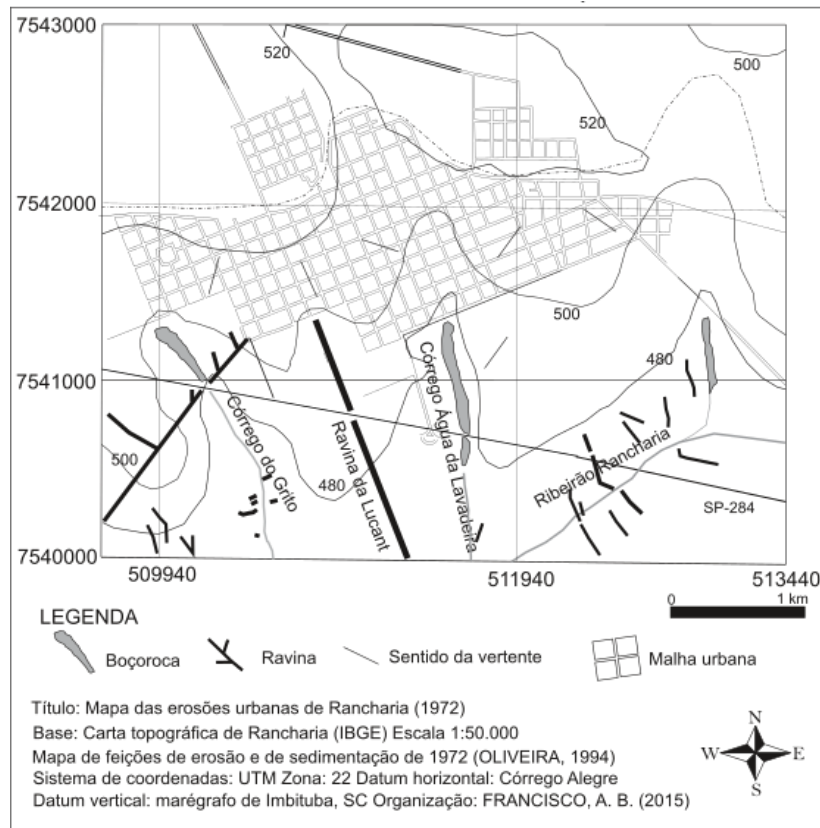 7543000
520
500
520
7542000
500
480
7541000
Córrego do Grito
Ravina da Lucant
Córrego Água da Lavadeira
Ribeirão Rancharia
500
480
SP-284
7540000
509940
511940
513440
0 1 km
LEGENDA
Boçoroca
Ravina
Sentido da vertente
Malha urbana
Título: Mapa das erosões urbanas de Rancharia (1972)
Base: Carta topográfica de Rancharia (IBGE) Escala 1:50.000
Mapa de feições de erosão e de sedimentação de 1972 (OLIVEIRA, 1994)
Sistema de coordenadas: UTM Zona: 22 Datum horizontal: Córrego Alegre
Datum vertical: marégrafo de Imbituba, SC Organização: FRANCISCO, A. B. (2015)
N
W E
S